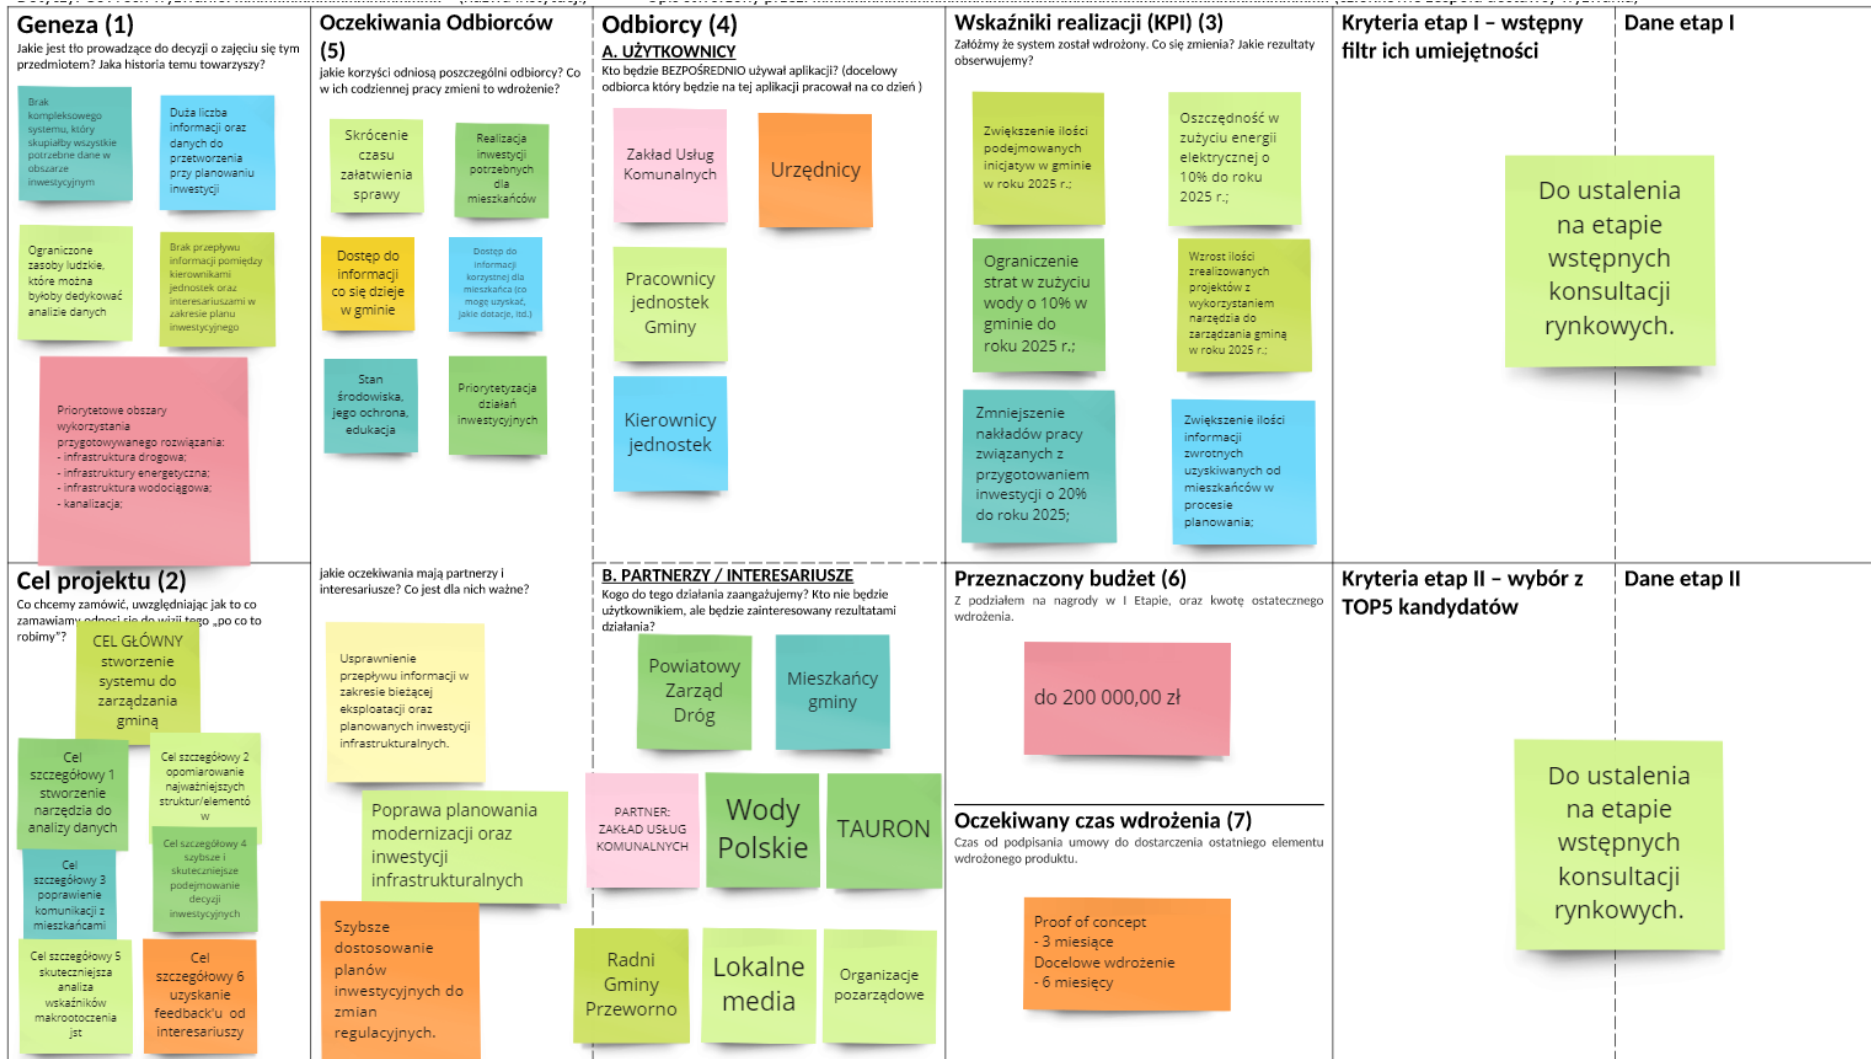 Geneza (1)
Jakie jest tło prowadzące do decyzji o zajęciu się tym
przedmiotem? Jaka historia temu towarzyszy?
Brak
kompleksowego
systemu, który
skupiałby wszystkie
potrzebne dane w
obszarze
inwestycyjnym
Duża liczba
informacji oraz
danych do
przetworzenia
przy planowaniu
inwestycji
Ograniczone
zasoby ludzkie,
które można
byłoby dedykować
analizie danych
Brak przepływu
informacji pomiędzy
kierownikami
jednostek oraz
interesariuszami w
zakresie planu
inwestycyjnego
Priorytetowe obszary
wykorzystania
przygotowywanego rozwiązania:
- infrastruktura drogowa;
- infrastruktury energetyczna;
- infrastruktura wodociągowa;
- kanalizacja;
Oczekiwania Odbiorców
(5)
jakie korzyści odniosą poszczególni odbiorcy? Co
w ich codziennej pracy zmieni to wdrożenie?
Skrócenie
czasu
załatwienia
sprawy
Realizacja
inwestycji
potrzebnych
dla
mieszkańców
Dostęp do
informacji
co się dzieje
w gminie
Dostęp do
informacji
korzystnej dla
mieszkańca (co
mogę uzyskać,
jakie dotacje, itd.)
Stan
środowiska,
jego ochrona,
edukacja
Priorytetyzacja
działań
inwestycyjnych
Odbiorcy (4)
A. UŻYTKOWNICY
Kto będzie BEZPOŚREDNIO używał aplikacji? (docelowy
odbiorca który będzie na tej aplikacji pracował na co dzień )
Zakład Usług
Komunalnych
Urzędnicy
Pracownicy
jednostek
Gminy
Kierownicy
jednostek
Wskaźniki realizacji (KPI) (3)
Załóżmy że system został wdrożony. Co się zmienia? Jakie rezultaty
obserwujemy?
Zwiększenie ilości
podejmowanych
inicjatyw w gminie
w roku 2025 r.;
Oszczędność w
zużyciu energii
elektrycznej o
10% do roku
2025 r.;
Ograniczenie
strat w zużyciu
wody o 10% w
gminie do
roku 2025 r.;
Wzrost ilości
zrealizowanych
projektów z
wykorzystaniem
narzędzia do
zarządzania gminą
w roku 2025 r.;
Zmniejszenie
nakładów pracy
związanych z
przygotowaniem
inwestycji o 20%
do roku 2025;
Zwiększenie ilości
informacji
zwrotnych
uzyskiwanych od
mieszkańców w
procesie
planowania;
Kryteria etap I – wstępny
filtr ich umiejętności
Dane etap I
Do ustalenia
na etapie
wstępnych
konsultacji
rynkowych.
Cel projektu (2)
Co chcemy zamówić, uwzględniając jak to co
zamawiamy odnosi się do wizji tego „po co to
robimy”?
CEL GŁÓWNY
stworzenie
systemu do
zarządzania
gminą
Cel
szczegółowy 1
stworzenie
narzędzia do
analizy danych
Cel szczegółowy 2
opomiarowanie
najważniejszych
struktur/elementó
w
Cel
szczegółowy 3
poprawienie
komunikacji z
mieszkańcami
Cel szczegółowy 4
szybsze i
skuteczniejsze
podejmowanie
decyzji
inwestycyjnych
Cel szczegółowy 5
skuteczniejsza
analiza
wskaźników
makrootoczenia
jst
Cel
szczegółowy 6
uzyskanie
feedback'u od
interesariuszy
jakie oczekiwania mają partnerzy i
interesariusze? Co jest dla nich ważne?
Usprawnienie
przepływu informacji w
zakresie bieżącej
eksploatacji oraz
planowanych inwestycji
infrastrukturalnych.
Poprawa planowania
modernizacji oraz
inwestycji
infrastrukturalnych
Szybsze
dostosowanie
planów
inwestycyjnych do
zmian
regulacyjnych.
B. PARTNERZY / INTERESARIUSZE
Kogo do tego działania zaangażujemy? Kto nie będzie
użytkownikiem, ale będzie zainteresowany rezultatami
działania?
Powiatowy
Zarząd
Dróg
Mieszkańcy
gminy
PARTNER:
ZAKŁAD USŁUG
KOMUNALNYCH
Wody
Polskie
TAURON
Radni
Gminy
Przeworno
Lokalne
media
Organizacje
pozarządowe
Przeznaczony budżet (6)
Z podziałem na nagrody w I Etapie, oraz kwotę ostatecznego
wdrożenia.
do 200 000,00 zł
Oczekiwany czas wdrożenia (7)
Czas od podpisania umowy do dostarczenia ostatniego elementu
wdrożonego produktu.
Proof of concept
- 3 miesiące
Docelowe wdrożenie
- 6 miesięcy
Kryteria etap II – wybór z
TOP5 kandydatów
Dane etap II
Do ustalenia
na etapie
wstępnych
konsultacji
rynkowych.